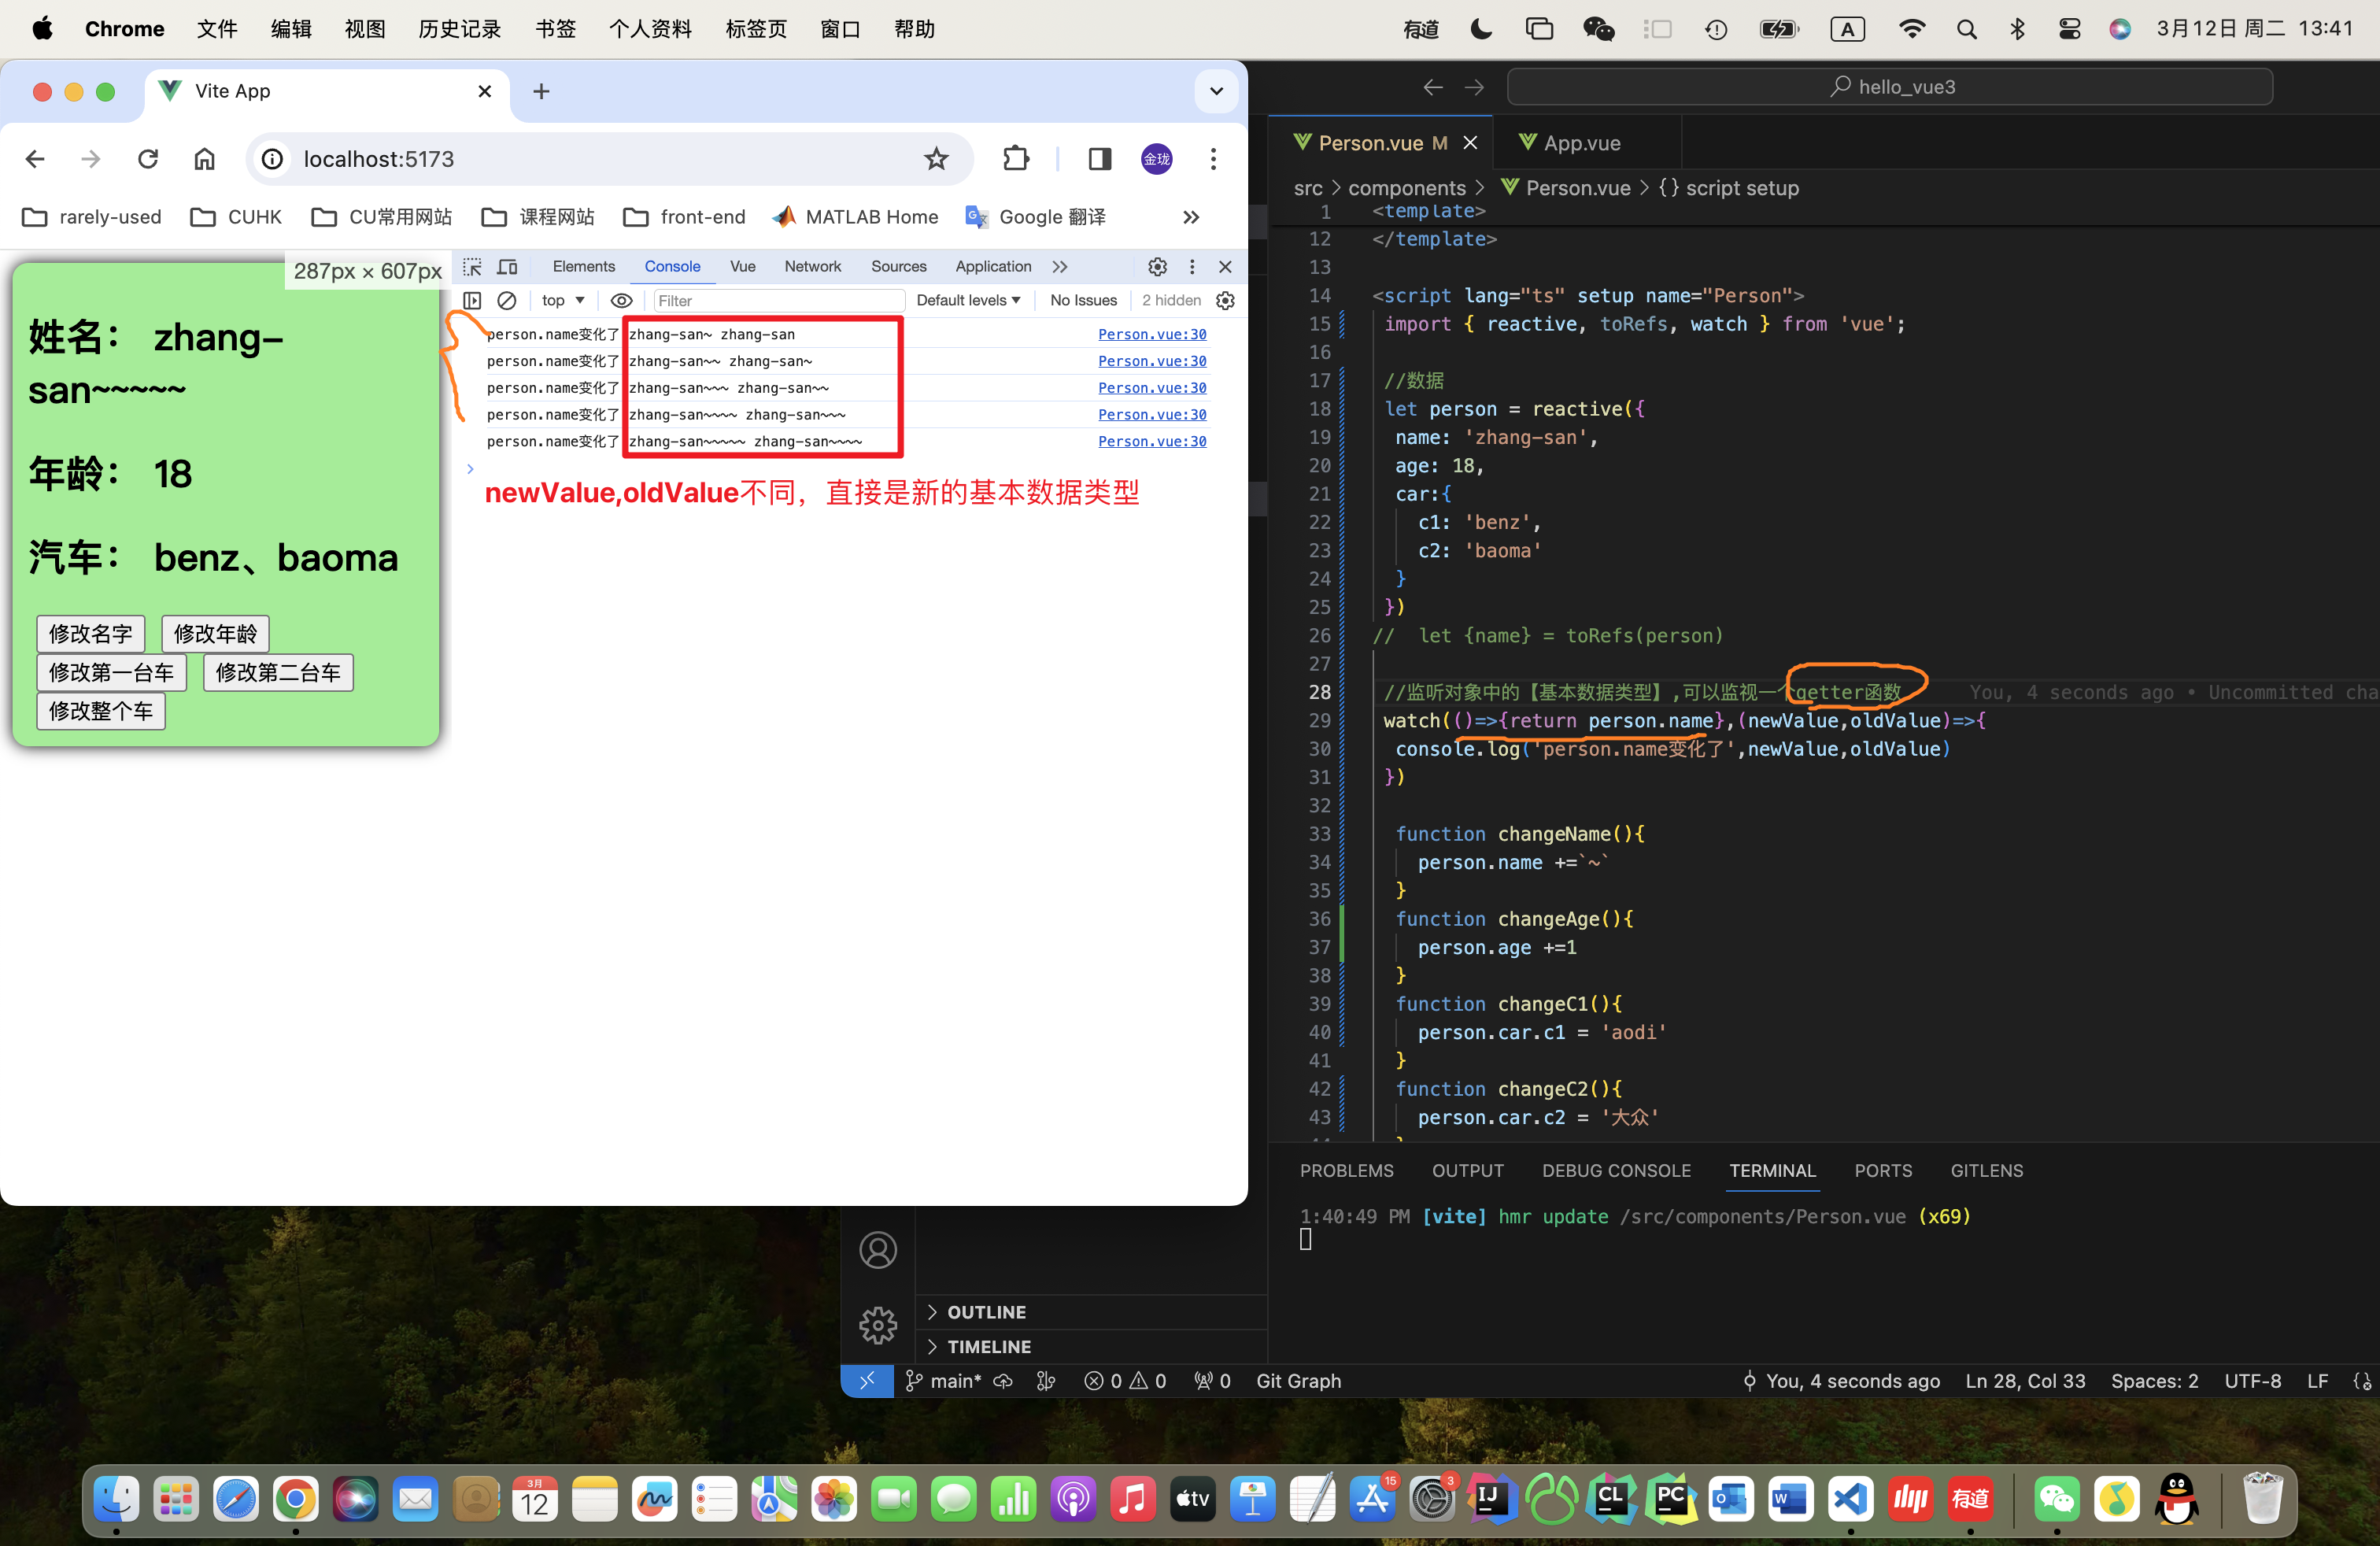 Chrome 文件 编辑 视图 历史记录 书签 个人资料 标签页 窗口 帮助
有道 A 3月12日 周二 13:41
Vite App
localhost:5173
金珑
rarely-used CUHK CU常用网站 课程网站 front-end MATLAB Home Google 翻译
287px × 607px
姓名： zhang-
san~~~~~
年龄： 18
汽车： benz、baoma
修改名字 修改年龄
修改第一台车 修改第二台车
修改整个车
Elements Console Vue Network Sources Application
top Filter Default levels No Issues 2 hidden
person.name变化了 zhang-san~ zhang-san Person.vue:30
person.name变化了 zhang-san~~ zhang-san~ Person.vue:30
person.name变化了 zhang-san~~~ zhang-san~~ Person.vue:30
person.name变化了 zhang-san~~~~ zhang-san~~~ Person.vue:30
person.name变化了 zhang-san~~~~~ zhang-san~~~~ Person.vue:30
newValue,oldValue不同，直接是新的基本数据类型
hello_vue3
Person.vue M App.vue
src > components > Person.vue > {} script setup
1 <template>
12 </template>
13
14 <script lang="ts" setup name="Person">
15 import { reactive, toRefs, watch } from 'vue';
16
17 //数据
18 let person = reactive({
19 name: 'zhang-san',
20 age: 18,
21 car:{
22 c1: 'benz',
23 c2: 'baoma'
24 }
25 })
26 // let {name} = toRefs(person)
27
28 //监听对象中的【基本数据类型】,可以监视一个getter函数 You, 4 seconds ago • Uncommitted cha
29 watch(()=>{return person.name},(newValue,oldValue)=>{
30 console.log('person.name变化了',newValue,oldValue)
31 })
32
33 function changeName(){
34 person.name +=`~`
35 }
36 function changeAge(){
37 person.age +=1
38 }
39 function changeC1(){
40 person.car.c1 = 'aodi'
41 }
42 function changeC2(){
43 person.car.c2 = '大众'
PROBLEMS OUTPUT DEBUG CONSOLE TERMINAL PORTS GITLENS
1:40:49 PM [vite] hmr update /src/components/Person.vue (x69)
OUTLINE
TIMELINE
main* 0 0 0 Git Graph You, 4 seconds ago Ln 28, Col 33 Spaces: 2 UTF-8 LF
3月 12 tv 15 3 IJ CL PC O W 有道